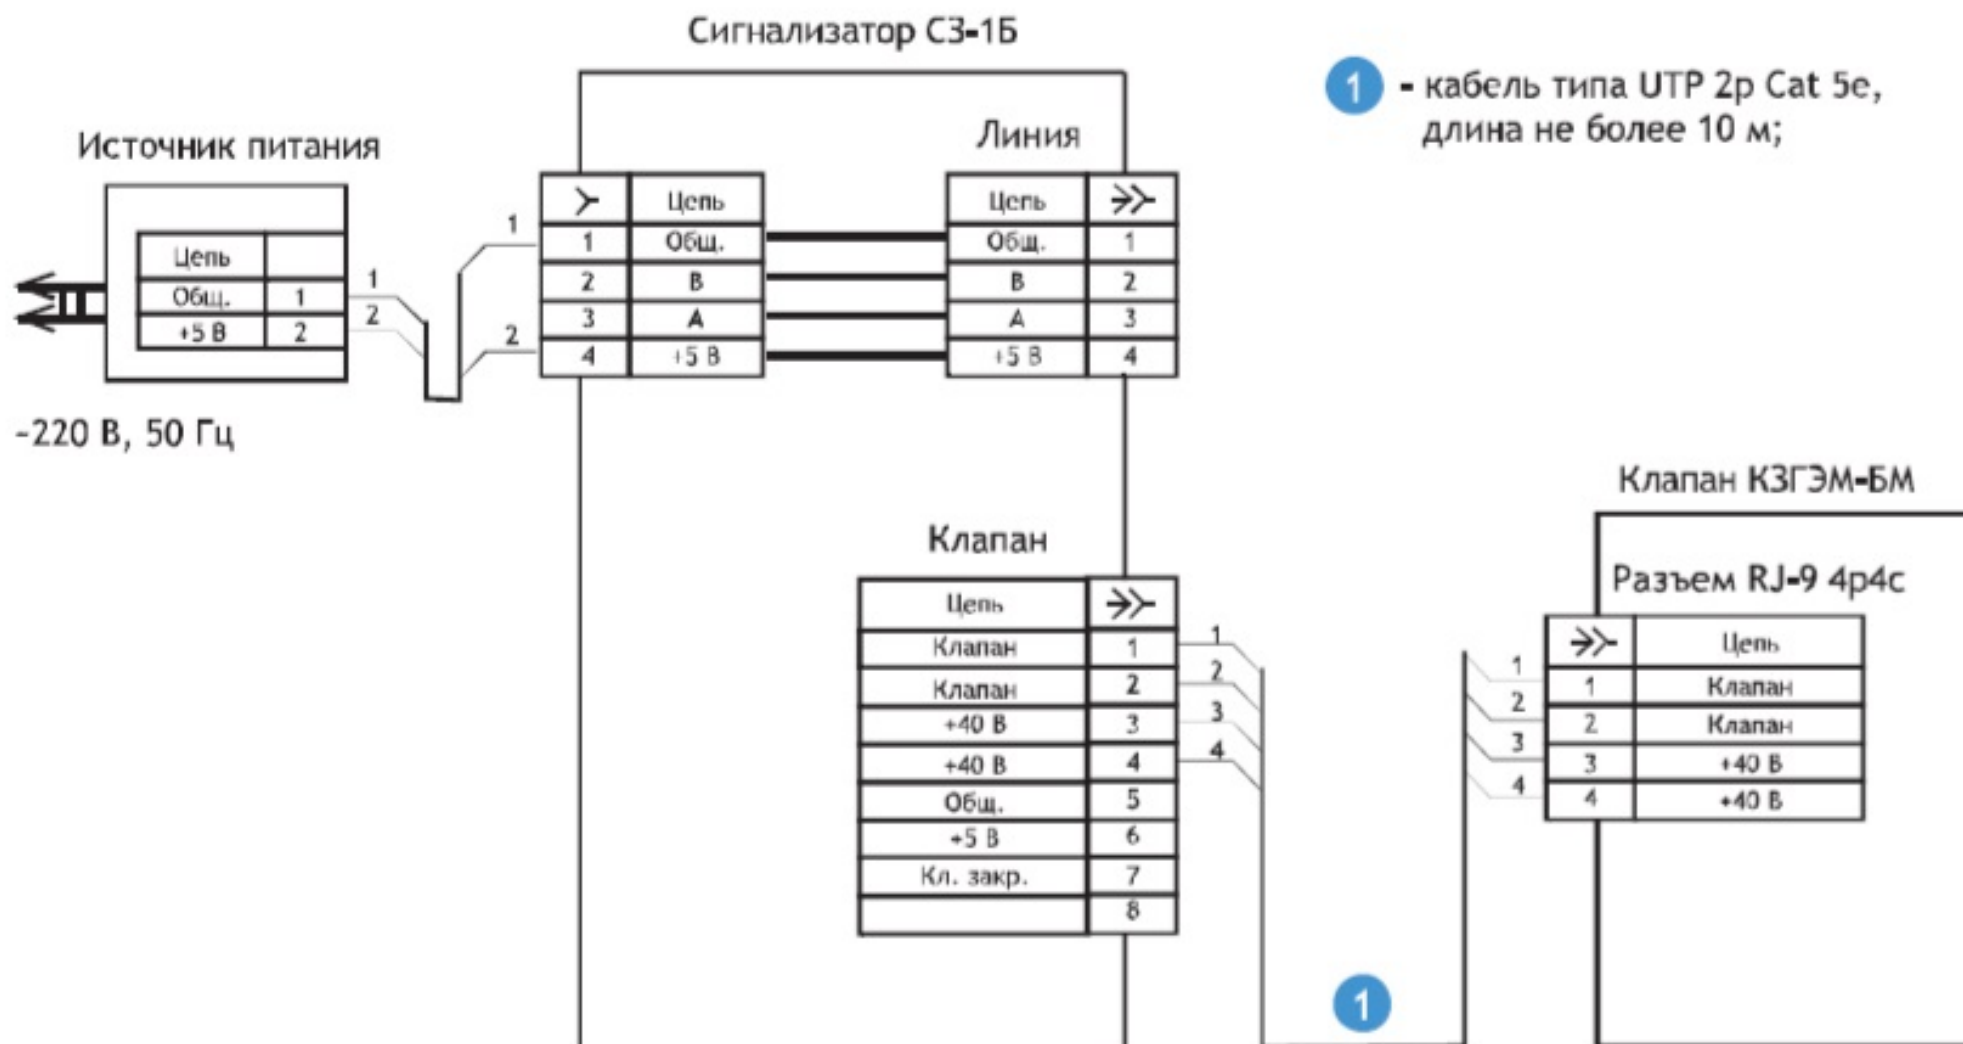 Сигнализатор СЗ-1Б
1 - кабель типа UTP 2p Cat 5e,
длина не более 10 м;
Источник питания
Цепь
Общ. 1
+5 В 2
~220 В, 50 Гц
1
2
1
2
Линия
Цепь
1 Общ.
2 В
3 А
4 +5 В
Цепь
Общ. 1
В 2
А 3
+5 В 4
Клапан
Цепь
Клапан 1
Клапан 2
+40 В 3
+40 В 4
Общ. 5
+5 В 6
Кл. закр. 7
8
1
2
3
4
1
Клапан КЗГЭМ-БМ
Разъем RJ-9 4p4c
1
2
3
4
Цепь
1 Клапан
2 Клапан
3 +40 В
4 +40 В